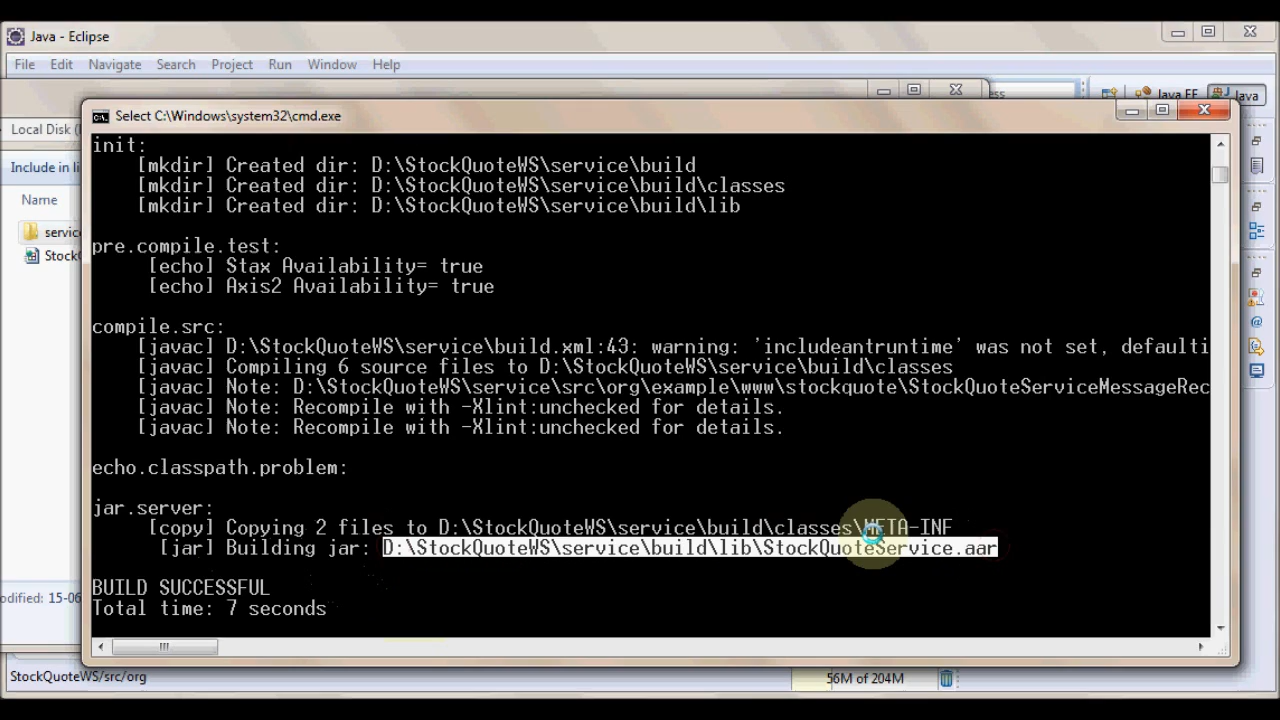 Java - Eclipse
File Edit Navigate Search Project Run Window Help
ess
Java EE Java
Select C:\Windows\system32\cmd.exe
Local Disk (
Include in li
Name
servic
StockQ
init:
[mkdir] Created dir: D:\StockQuoteWS\service\build
[mkdir] Created dir: D:\StockQuoteWS\service\build\classes
[mkdir] Created dir: D:\StockQuoteWS\service\build\lib
pre.compile.test:
[echo] Stax Availability= true
[echo] Axis2 Availability= true
compile.src:
[javac] D:\StockQuoteWS\service\build.xml:43: warning: 'includeantruntime' was not set, defaulti
[javac] Compiling 6 source files to D:\StockQuoteWS\service\build\classes
[javac] Note: D:\StockQuoteWS\service\src\org\example\www\stockquote\StockQuoteServiceMessageRec
[javac] Note: Recompile with -Xlint:unchecked for details.
[javac] Note: Recompile with -Xlint:unchecked for details.
echo.classpath.problem:
jar.server:
[copy] Copying 2 files to D:\StockQuoteWS\service\build\classes\META-INF
[jar] Building jar: D:\StockQuoteWS\service\build\lib\StockQuoteService.aar
BUILD SUCCESSFUL
Total time: 7 seconds
odified: 15-06
StockQuoteWS/src/org
56M of 204M